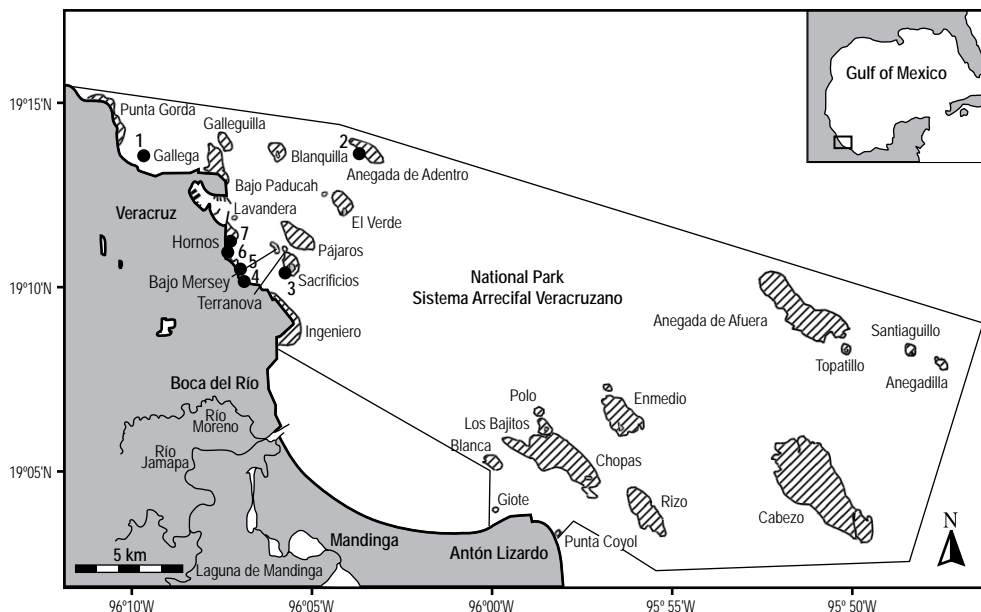 Gulf of Mexico
19°15'N
Punta Gorda
Galleguilla
1
Gallega
2
Blanquilla
Anegada de Adentro
Bajo Paducah
Lavandera
El Verde
Veracruz
7
Hornos
6
Pájaros
5
Bajo Mersey
4
Sacrificios
3
Terranova
19°10'N
National Park
Sistema Arrecifal Veracruzano
Ingeniero
Anegada de Afuera
Santiaguillo
Topatillo
Anegadilla
Boca del Río
Río
Moreno
Polo
Enmedio
Los Bajitos
Blanca
Río
Jamapa
Chopas
19°05'N
Giote
Rizo
Cabezo
Punta Coyol
Mandinga
Antón Lizardo
N
5 km
Laguna de Mandinga
96°10'W
96°05'W
96°00'W
95° 55'W
95° 50'W